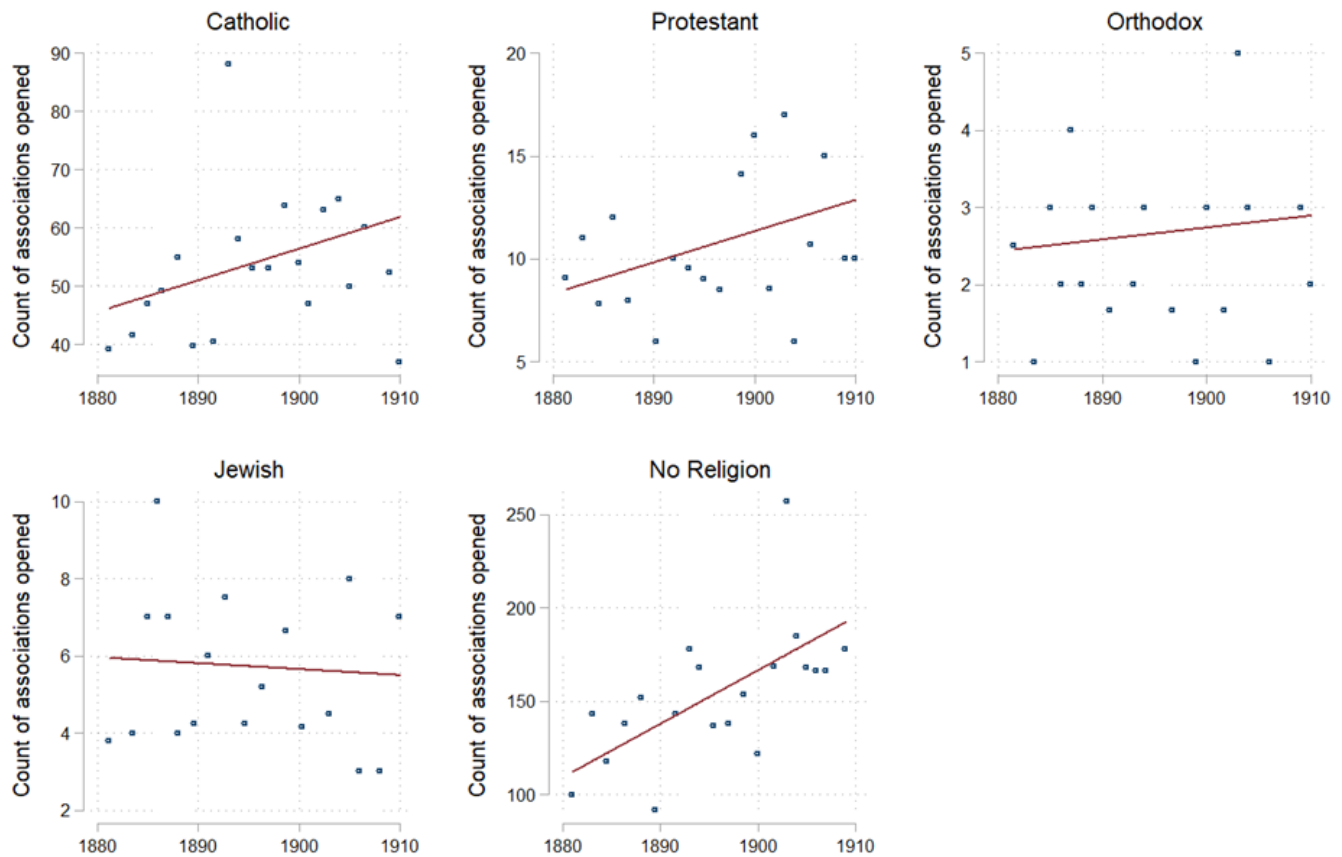 Catholic
Count of associations opened
90
80
70
60
50
40
1880 1890 1900 1910
Protestant
Count of associations opened
20
15
10
5
1880 1890 1900 1910
Orthodox
Count of associations opened
5
4
3
2
1
1880 1890 1900 1910
Jewish
Count of associations opened
10
8
6
4
2
1880 1890 1900 1910
No Religion
Count of associations opened
250
200
150
100
1880 1890 1900 1910